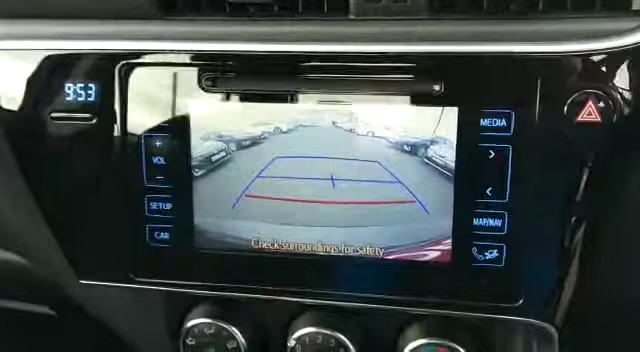 9:53
MEDIA
+
VOL
−
>
<
SETUP
MAP/NAV
CAR
Check surroundings for safety